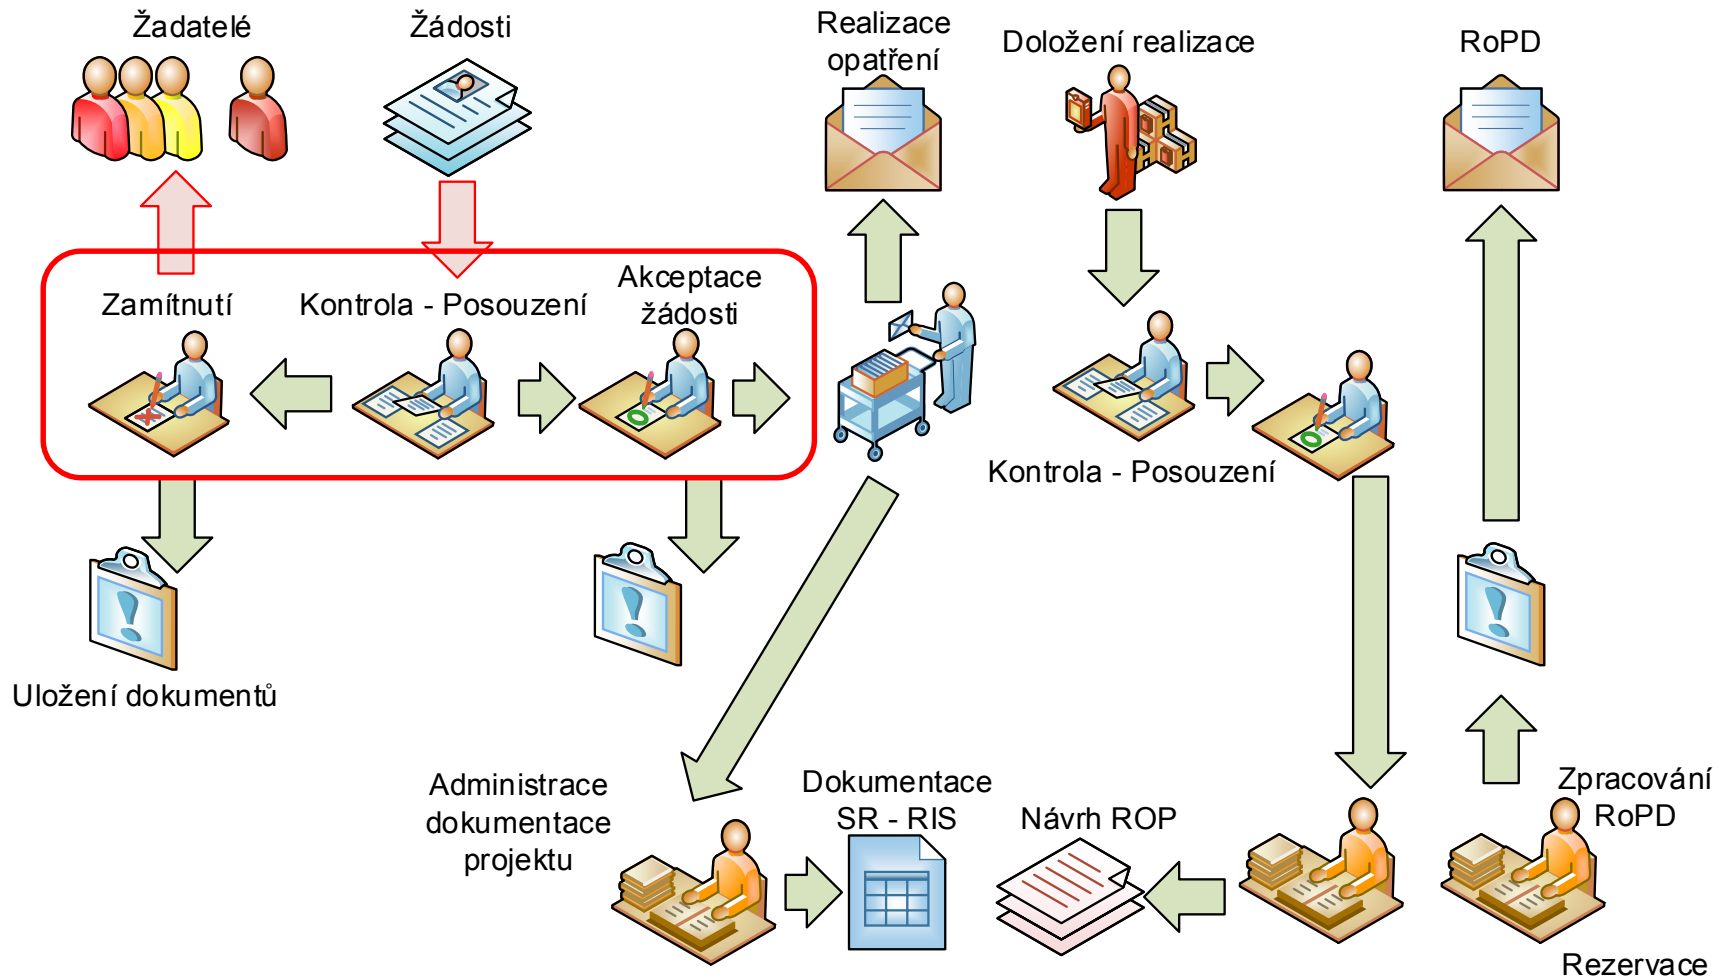 Žadatelé
Žádosti
Realizace
opatření
Doložení realizace
RoPD
Zamítnutí
Kontrola - Posouzení
Akceptace
žádosti
Kontrola - Posouzení
Uložení dokumentů
Administrace
dokumentace
projektu
Dokumentace
SR - RIS
Návrh ROP
Zpracování
RoPD
Rezervace